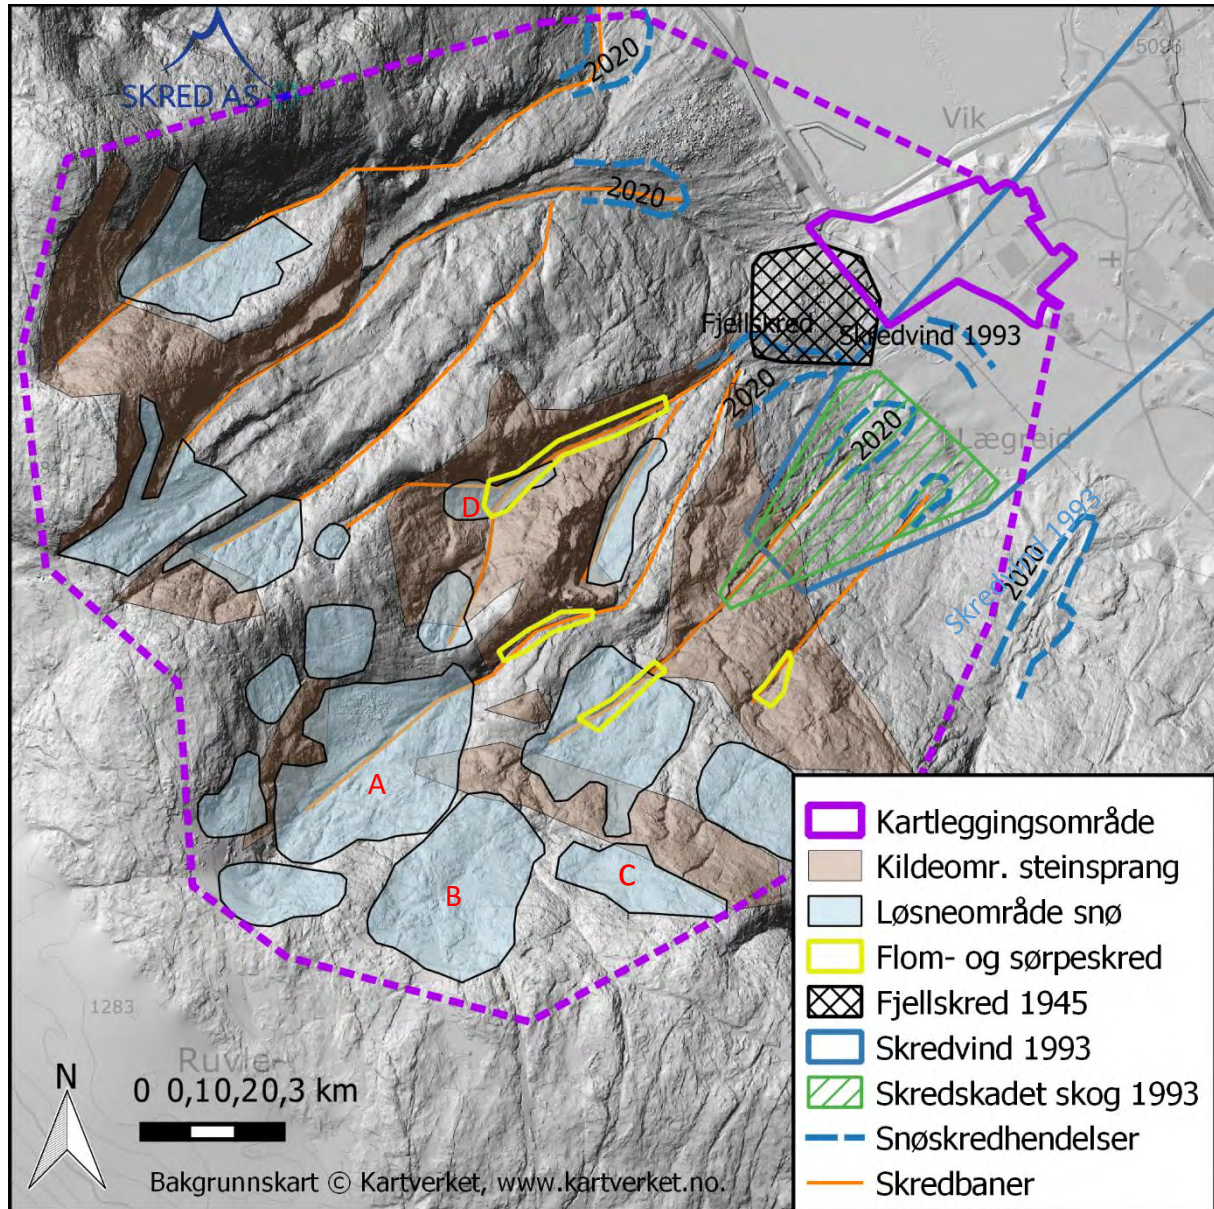 SKRED AS
2020
5096
Vik
2020
Fjellskred
Skredvind 1993
2020
2020
Lægreid
Skredvind 1993
2020
D
A
B
C
1283
Ruvle-
N
0 0,10,20,3 km
Bakgrunnskart © Kartverket, www.kartverket.no.
Kartleggingsområde
Kildeomr. steinsprang
Løsneområde snø
Flom- og sørpeskred
Fjellskred 1945
Skredvind 1993
Skredskadet skog 1993
Snøskredhendelser
Skredbaner